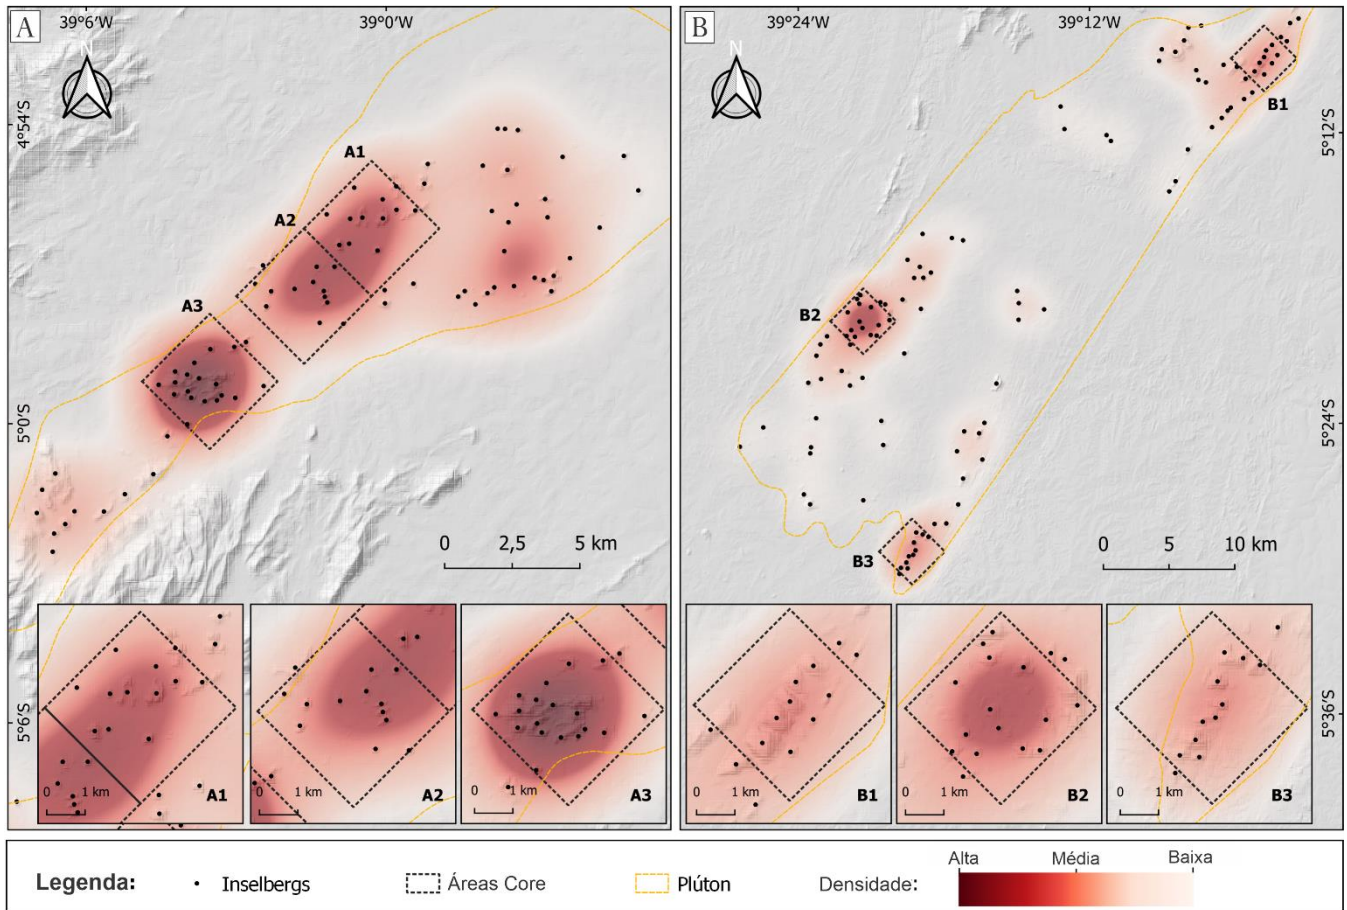 A
39°6'W
39°0'W
N
4°54'S
5°0'S
5°6'S
A1
A2
A3
0 2,5 5 km
0 1 km
A1
0 1 km
A2
0 1 km
A3
B
39°24'W
39°12'W
N
5°12'S
5°24'S
5°36'S
B1
B2
B3
0 5 10 km
0 1 km
B1
0 1 km
B2
0 1 km
B3
Legenda:
Inselbergs
Áreas Core
Plúton
Densidade:
Alta Média Baixa